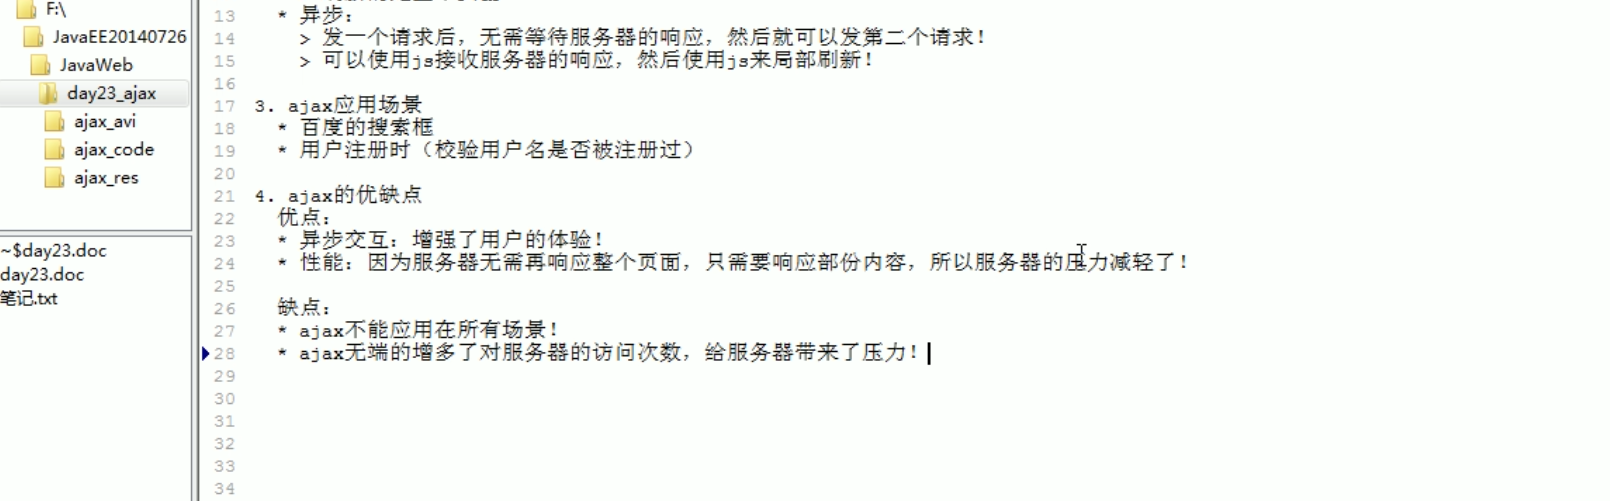 F:\
JavaEE20140726
JavaWeb
day23_ajax
ajax_avi
ajax_code
ajax_res
~$day23.doc
day23.doc
笔记.txt
13 * 异步：
14 > 发一个请求后，无需等待服务器的响应，然后就可以发第二个请求！
15 > 可以使用js接收服务器的响应，然后使用js来局部刷新！
16
17 3. ajax应用场景
18 * 百度的搜索框
19 * 用户注册时（校验用户名是否被注册过）
20
21 4. ajax的优缺点
22 优点：
23 * 异步交互：增强了用户的体验！
24 * 性能：因为服务器无需再响应整个页面，只需要响应部份内容，所以服务器的压力减轻了！
25
26 缺点：
27 * ajax不能应用在所有场景！
28 * ajax无端的增多了对服务器的访问次数，给服务器带来了压力！
29
30
31
32
33
34